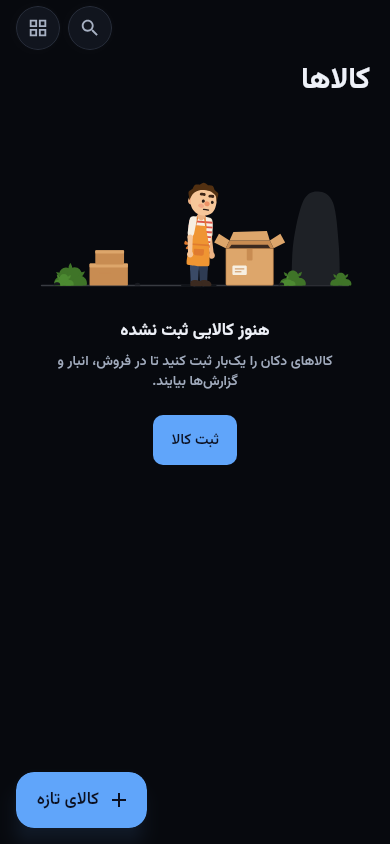 کالاها
هنوز کالایی ثبت نشده
کالاهای دکان را یک‌بار ثبت کنید تا در فروش، انبار و
گزارش‌ها بیایند.
ثبت کالا
کالای تازه